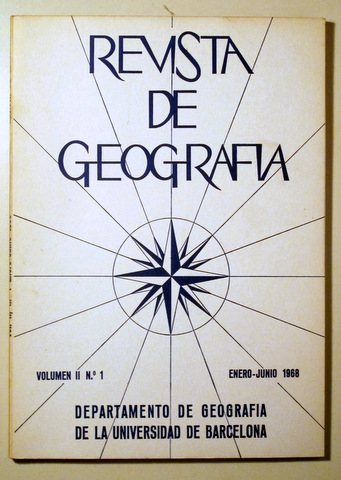 REVISTA
DE
GEOGRAFIA
VOLUMEN II N.º 1
ENERO-JUNIO 1968
DEPARTAMENTO DE GEOGRAFIA
DE LA UNIVERSIDAD DE BARCELONA